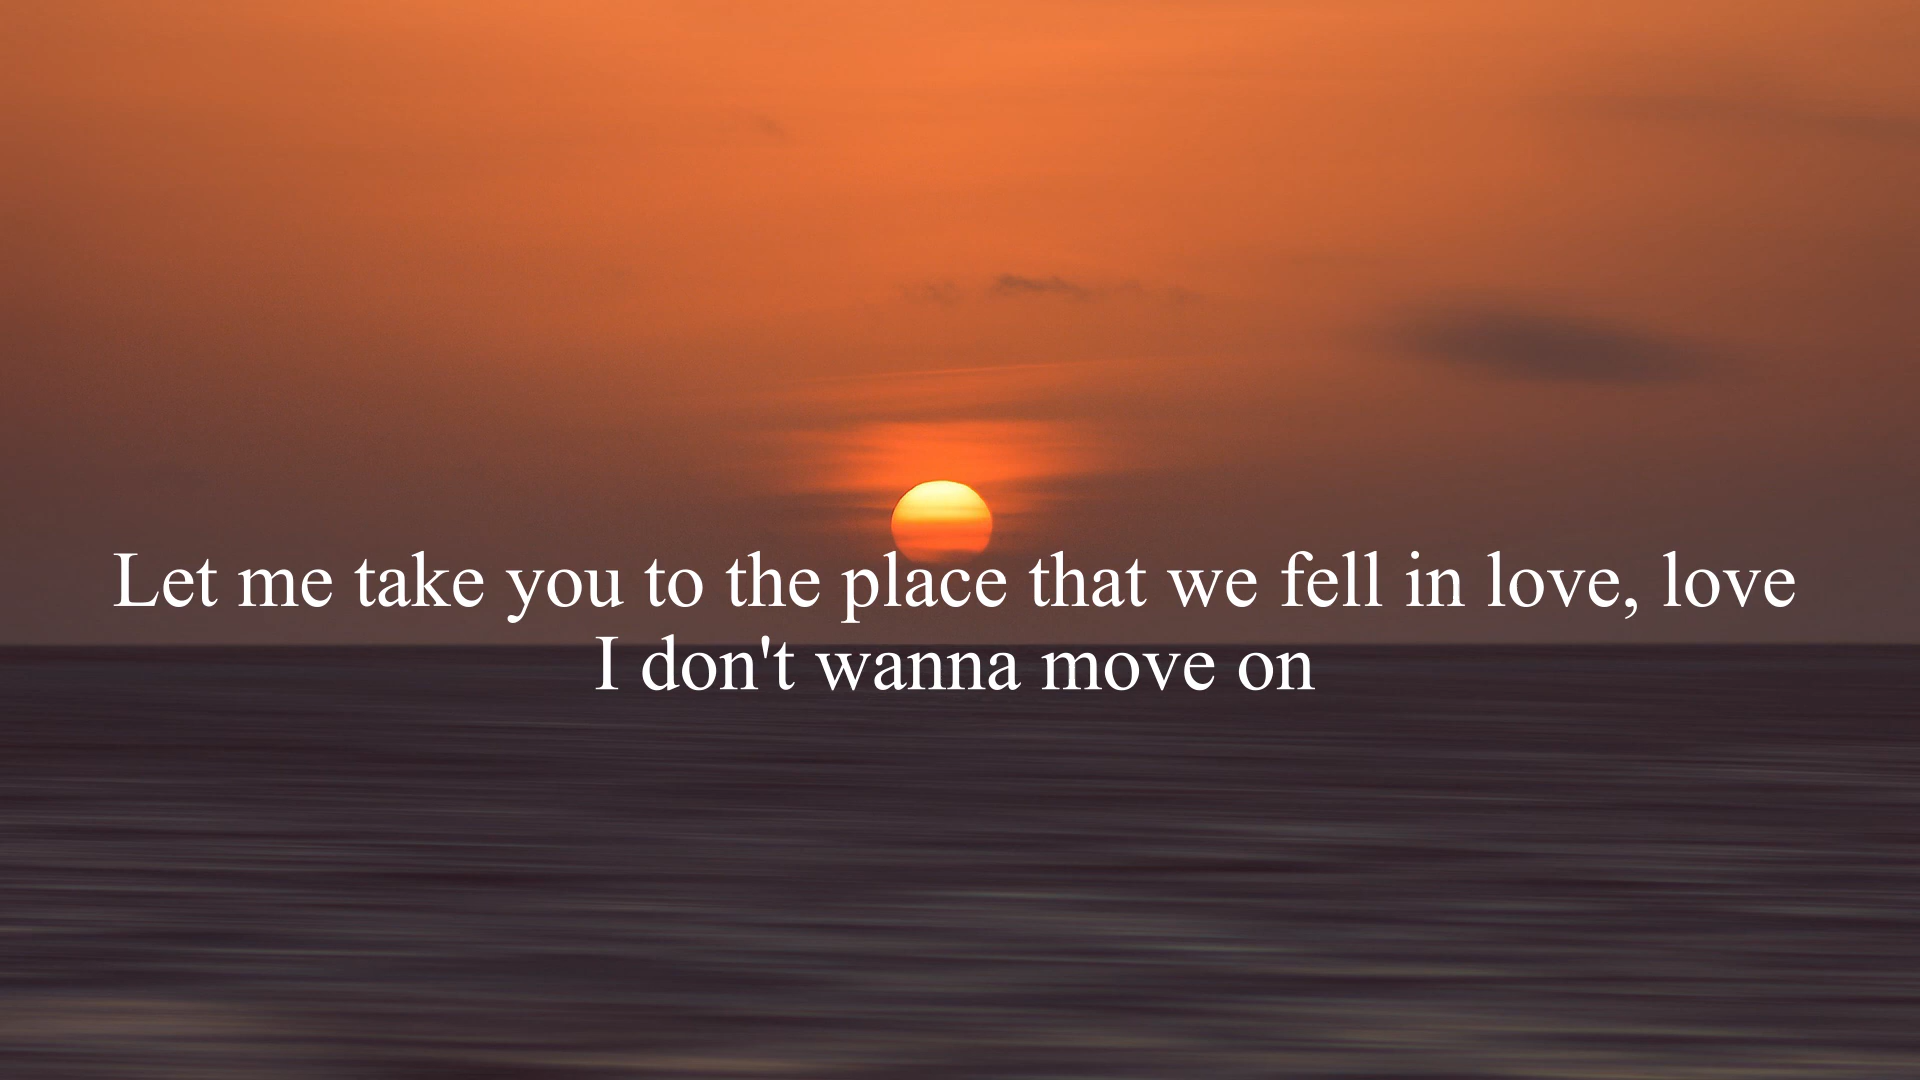 Let me take you to the place that we fell in love, love
I don't wanna move on